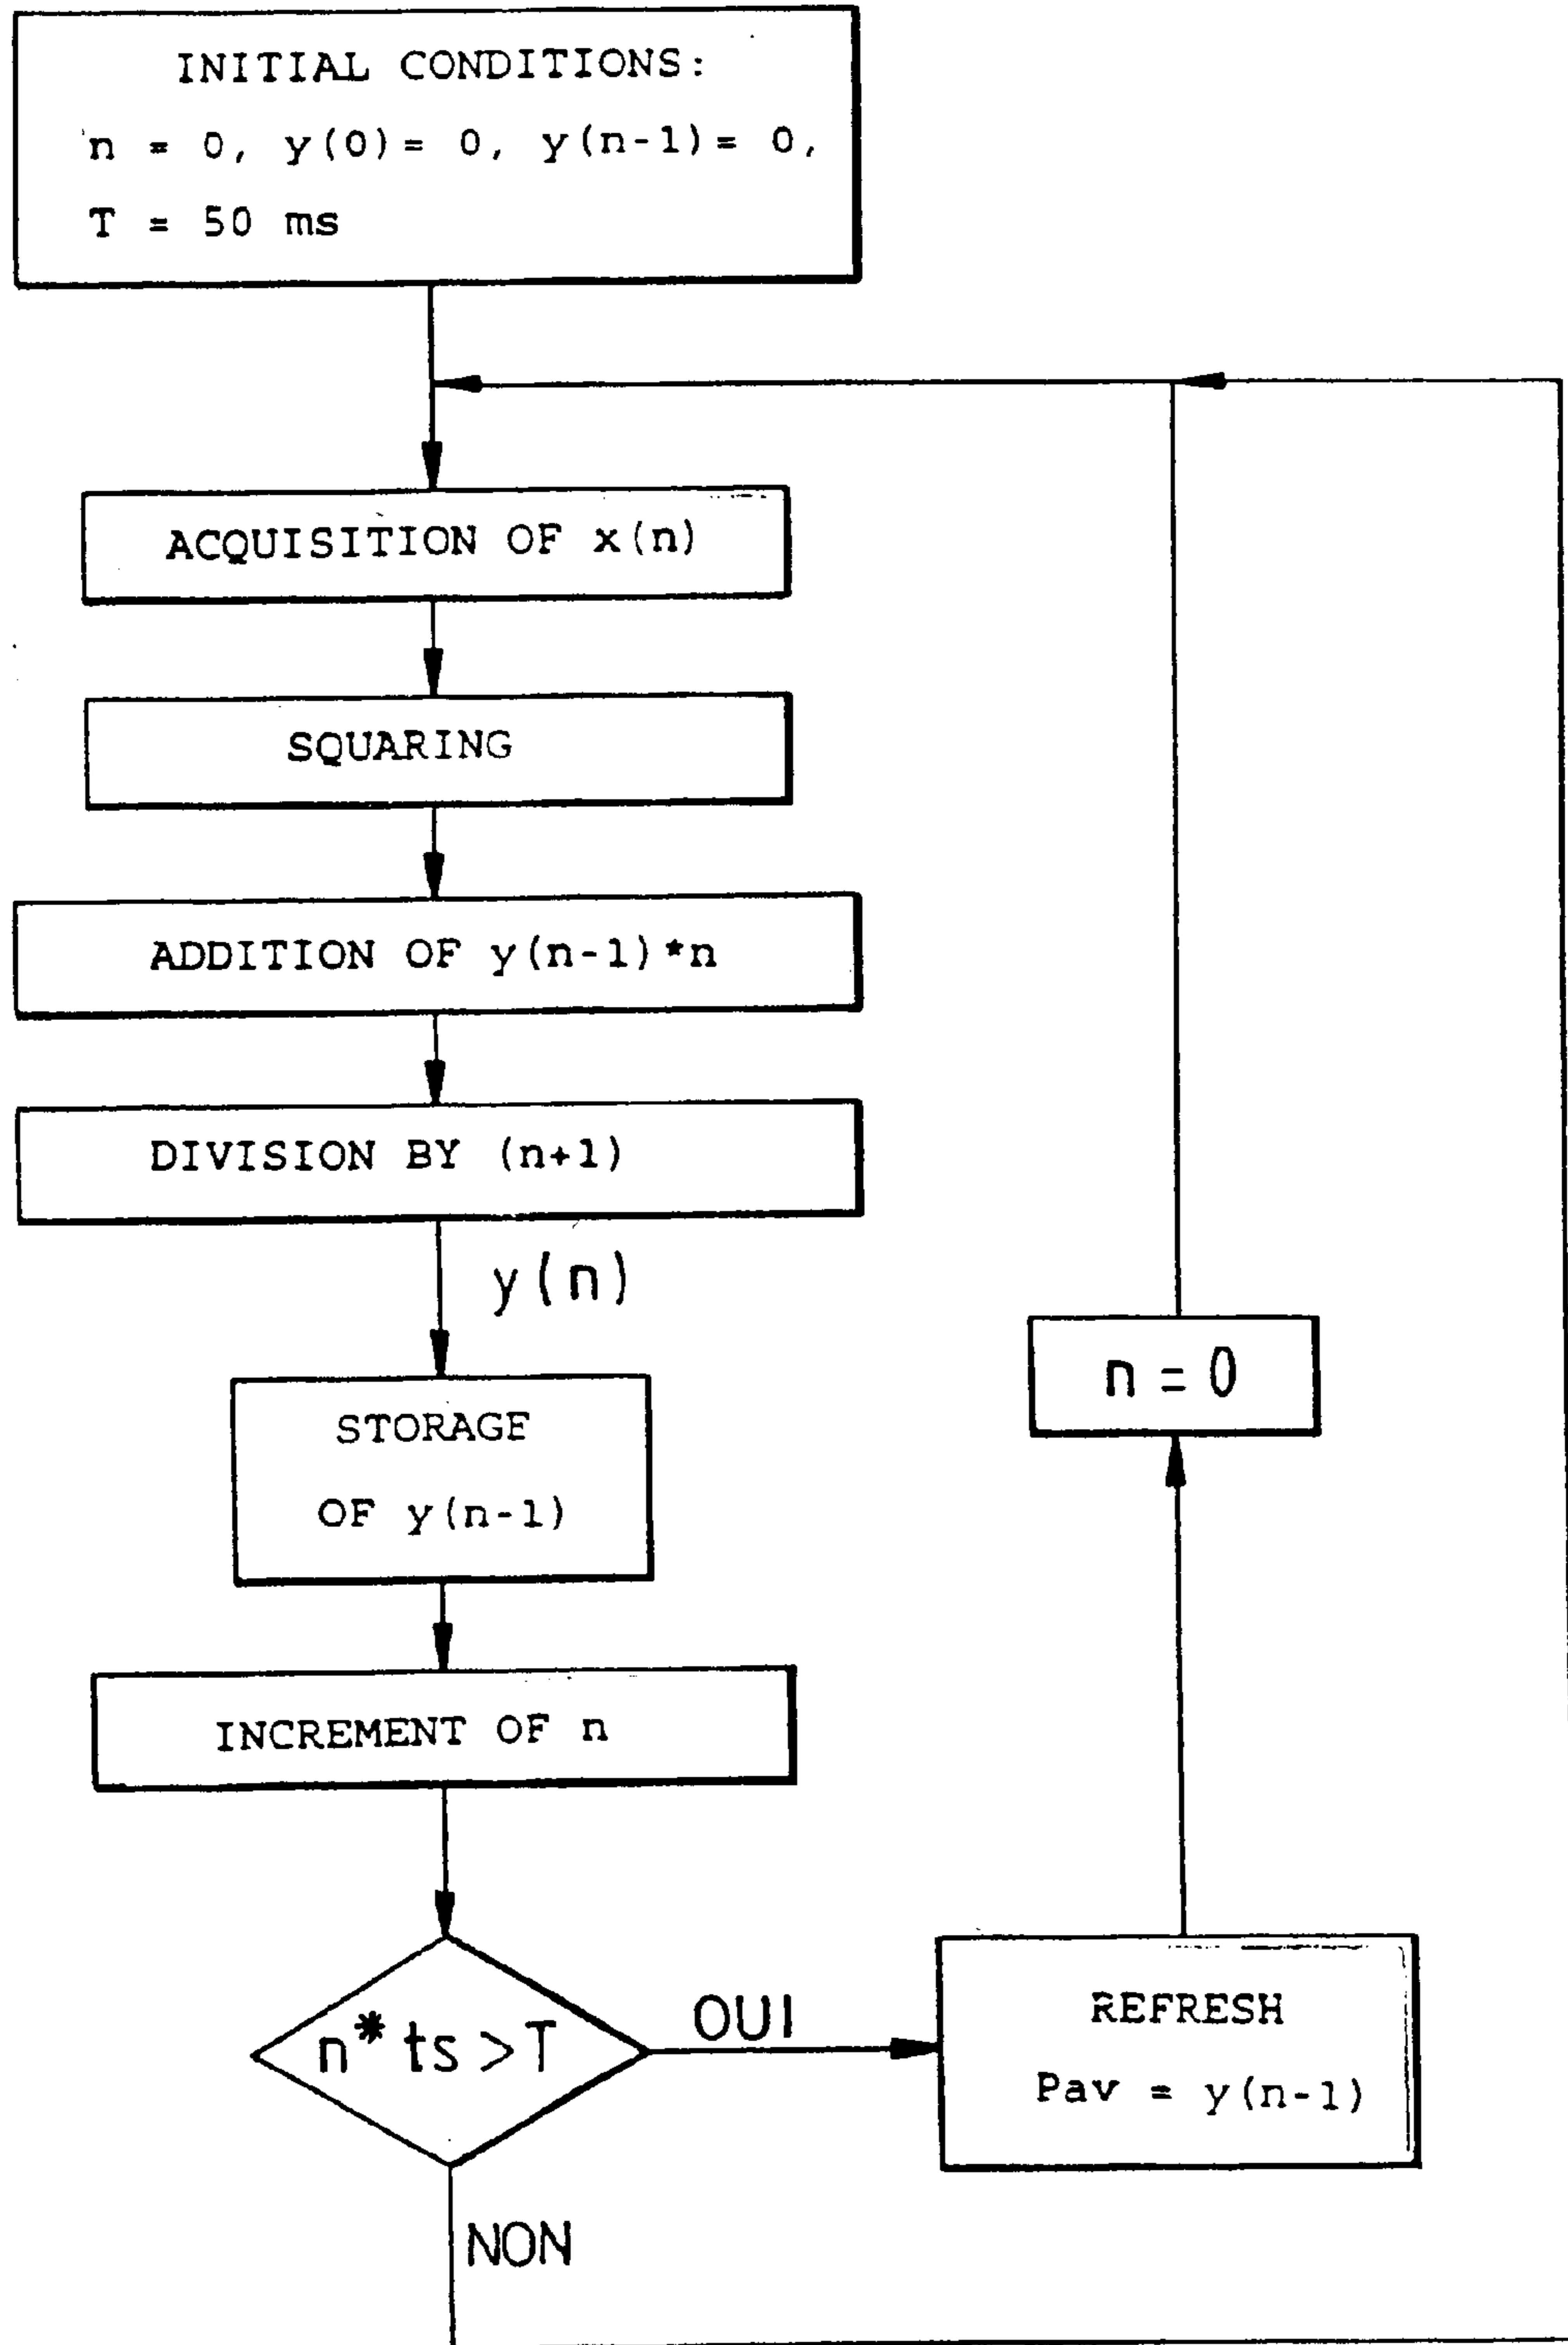 INITIAL CONDITIONS:
n = 0, y(0)= 0, y(n-1)= 0,
T = 50 ms
ACQUISITION OF x(n)
SQUARING
ADDITION OF y(n-1)*n
DIVISION BY (n+1)
y(n)
STORAGE
OF y(n-1)
n = 0
INCREMENT OF n
n* ts >T
OUI
REFRESH
Pav = y(n-1)
NON